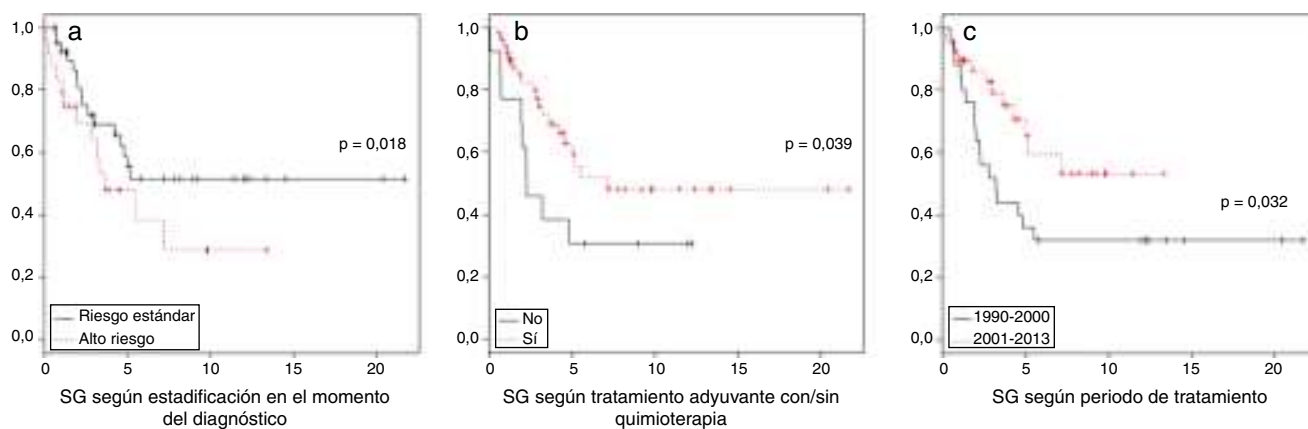 a
1,0
0,8
0,6
0,4
0,2
0,0
p = 0,018
Riesgo estándar
Alto riesgo
0 5 10 15 20
SG según estadificación en el momento
del diagnóstico
b
1,0
0,8
0,6
0,4
0,2
0,0
p = 0,039
No
Sí
0 5 10 15 20
SG según tratamiento adyuvante con/sin
quimioterapia
c
1,0
0,8
0,6
0,4
0,2
0,0
p = 0,032
1990-2000
2001-2013
0 5 10 15 20
SG según periodo de tratamiento